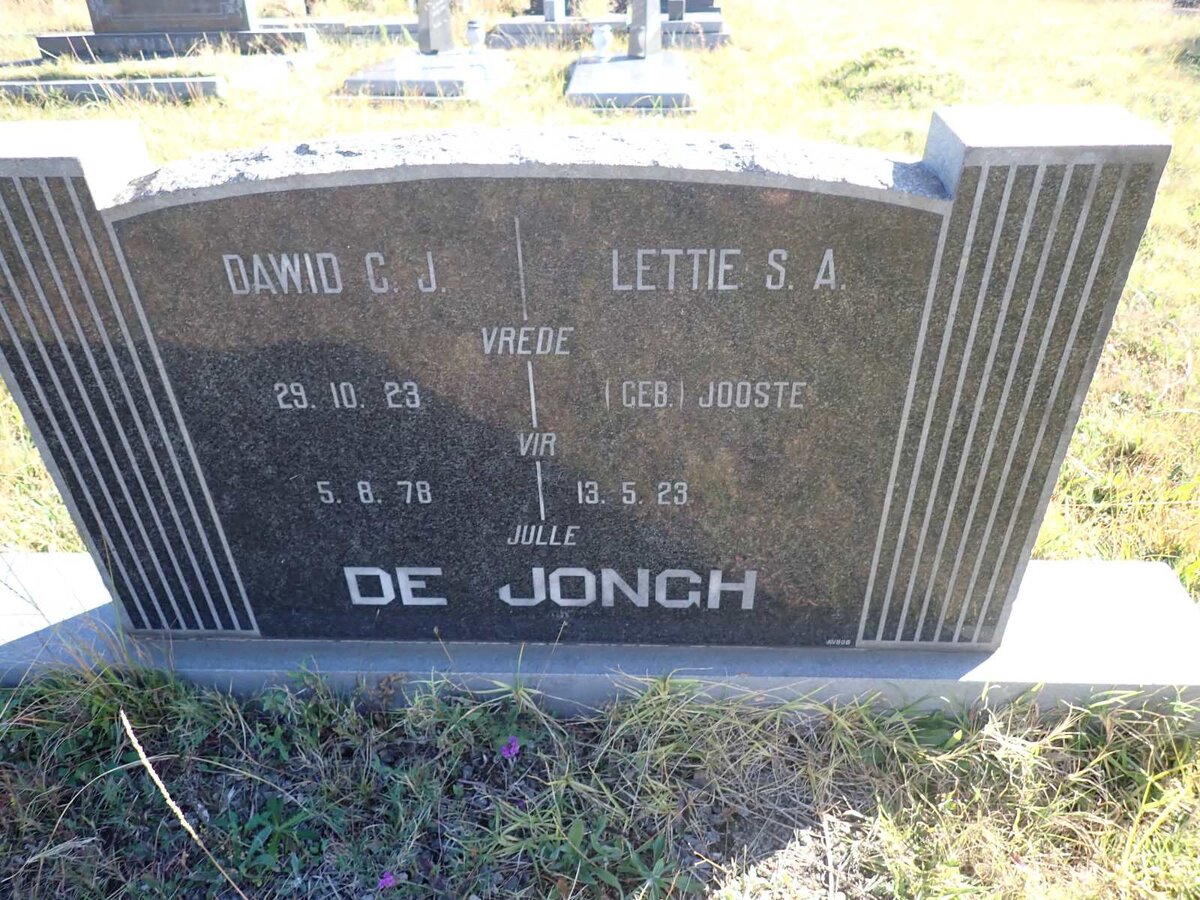 DAWID C. J. LETTIE S. A.
VREDE
29. 10. 23 (GEB.) JOOSTE
VIR
5. 8. 78 13. 5. 23
JULLE
DE JONGH